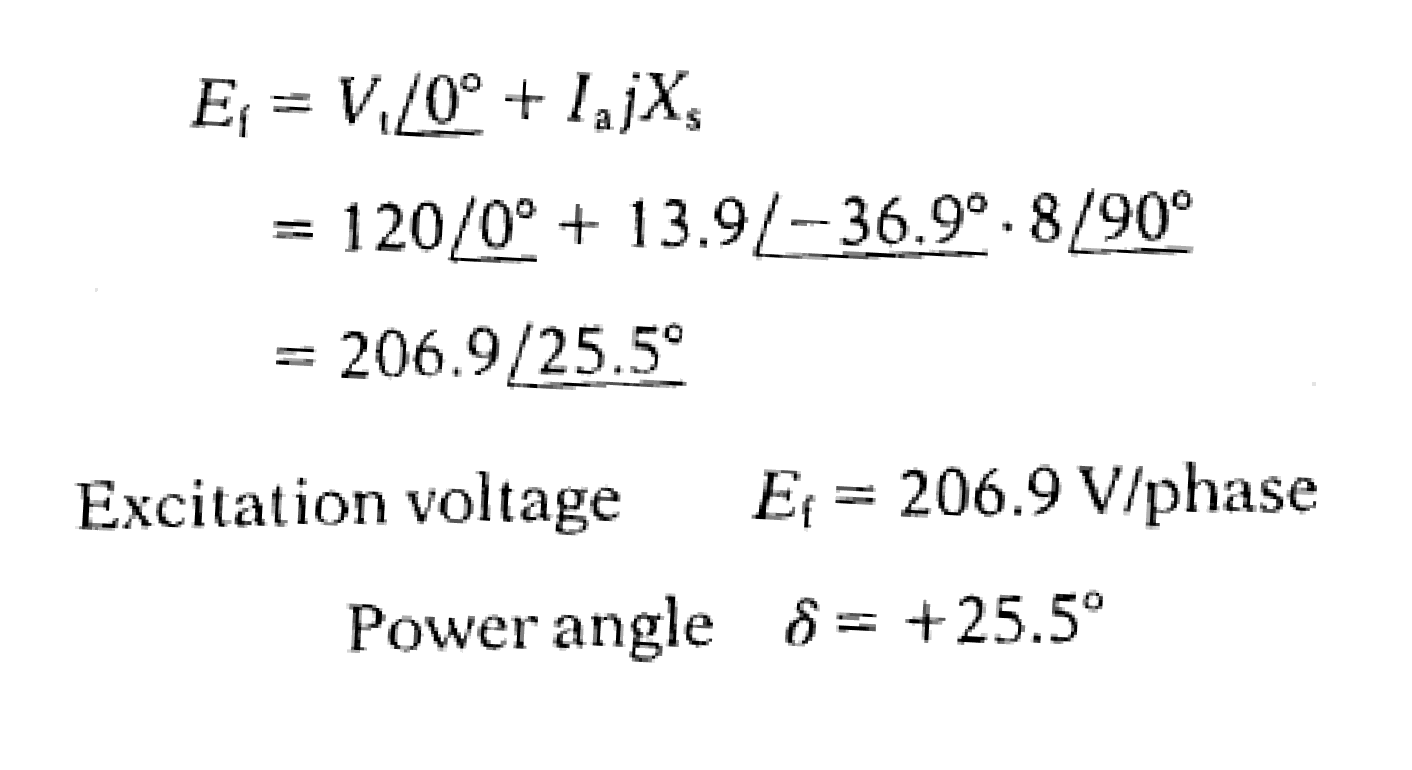 E_f = V_t/0° + I_a jX_s
= 120/0° + 13.9/−36.9° · 8/90°
= 206.9/25.5°
Excitation voltage E_f = 206.9 V/phase
Power angle δ = +25.5°